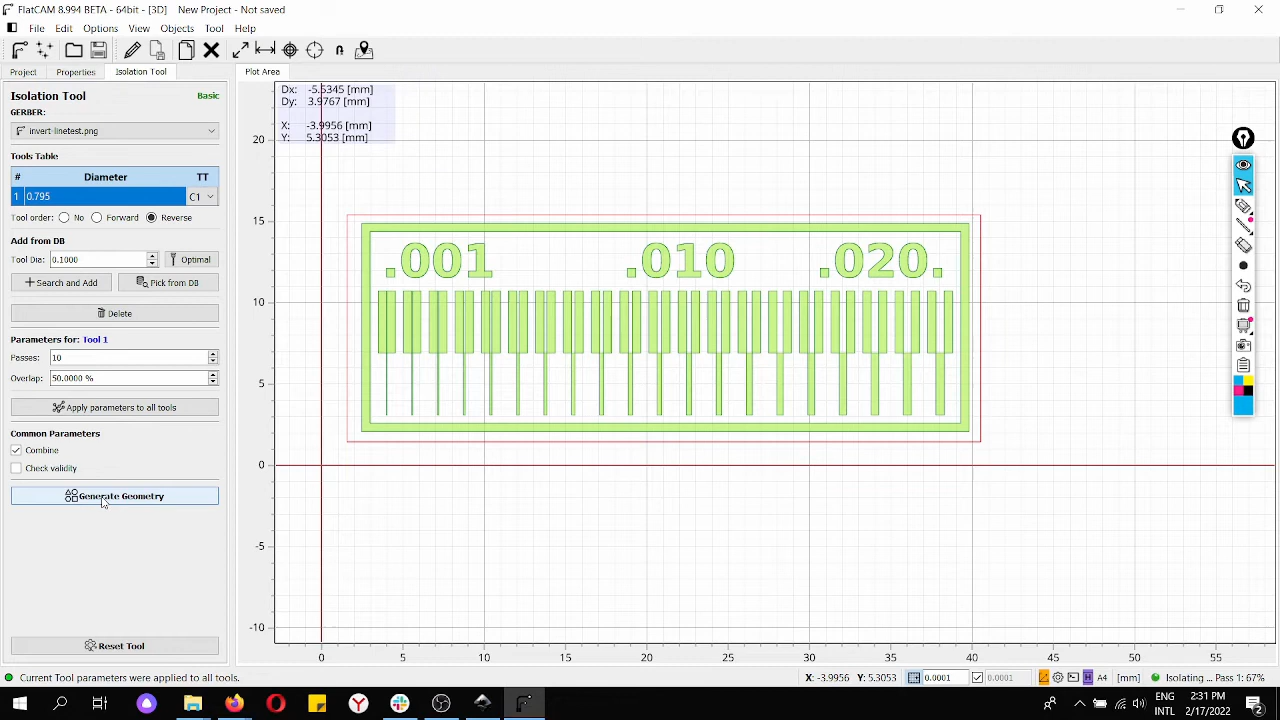 FlatCAM 8.994 BETA - 64bit - [3D]    New Project - Not saved
File Edit Options View Objects Tool Help
Project Properties Isolation Tool Plot Area
Isolation Tool Basic
GERBER:
invert-linetest.png
Tools Table
# Diameter TT
1 0.795 C1
Tool order: No Forward Reverse
Add from DB
Tool Dia: 0.1000 Optimal
Search and Add Pick from DB
Delete
Parameters for: Tool 1
Passes: 10
Overlap: 50.0000 %
Apply parameters to all tools
Common Parameters
Combine
Check validity
Generate Geometry
Reset Tool
Dx: -5.5345 [mm]
Dy: 3.9767 [mm]
X: -3.9956 [mm]
Y: 5.3053 [mm]
20
15
10
5
0
-5
-10
.001 .010 .020.
0 5 10 15 20 25 30 35 40 45 50 55
Current Tool parameters were applied to all tools. X: -3.9956 Y: 5.3053 0.0001 0.0001 A4 [mm] Isolating ... Pass 1: 67%
ENG 2:31 PM
INTL 2/17/2022